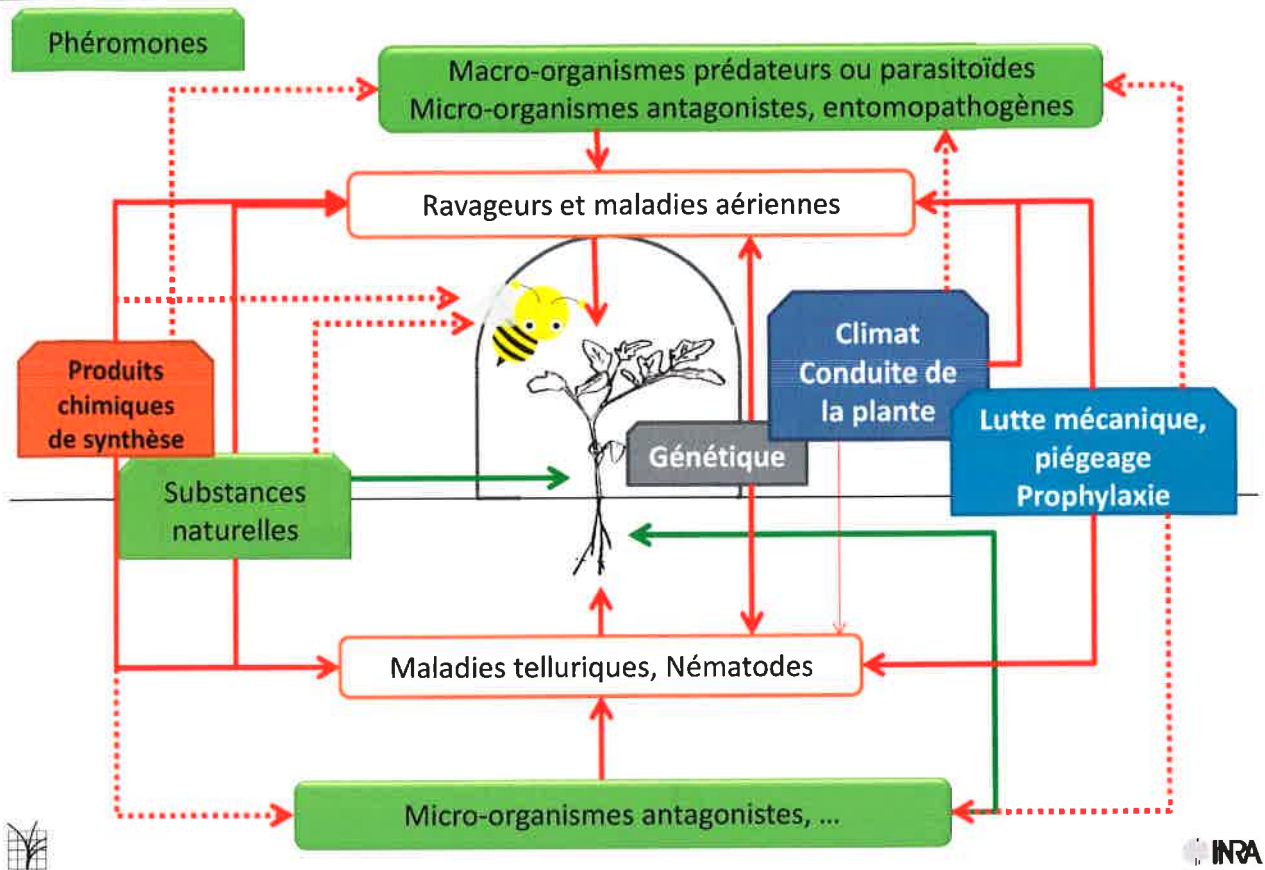 Phéromones
Macro-organismes prédateurs ou parasitoïdes
Micro-organismes antagonistes, entomopathogènes
Ravageurs et maladies aériennes
Produits
chimiques
de synthèse
Substances
naturelles
Génétique
Climat
Conduite de
la plante
Lutte mécanique,
piégeage
Prophylaxie
Maladies telluriques, Nématodes
Micro-organismes antagonistes, ...
INRA